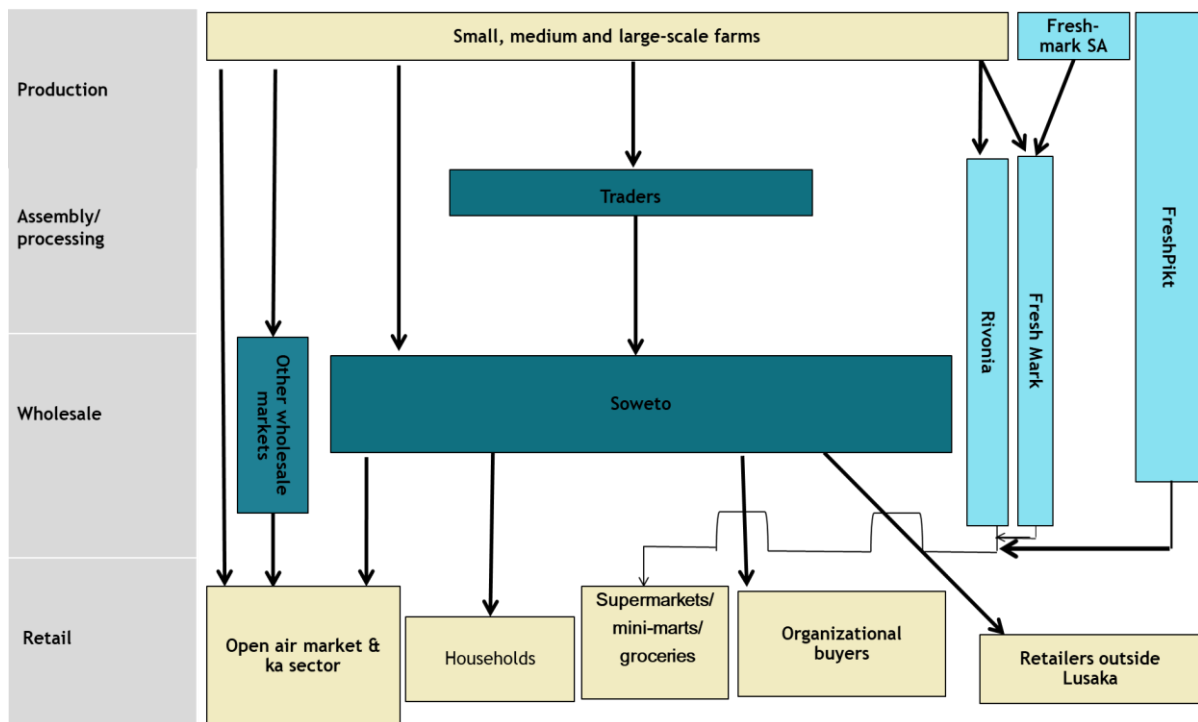 Small, medium and large-scale farms
Fresh-
mark SA
Production
Traders
Assembly/
processing
FreshPikt
Rivonia
Fresh Mark
Other wholesale
markets
Soweto
Wholesale
Retail
Open air market &
ka sector
Households
Supermarkets/
mini-marts/
groceries
Organizational
buyers
Retailers outside
Lusaka